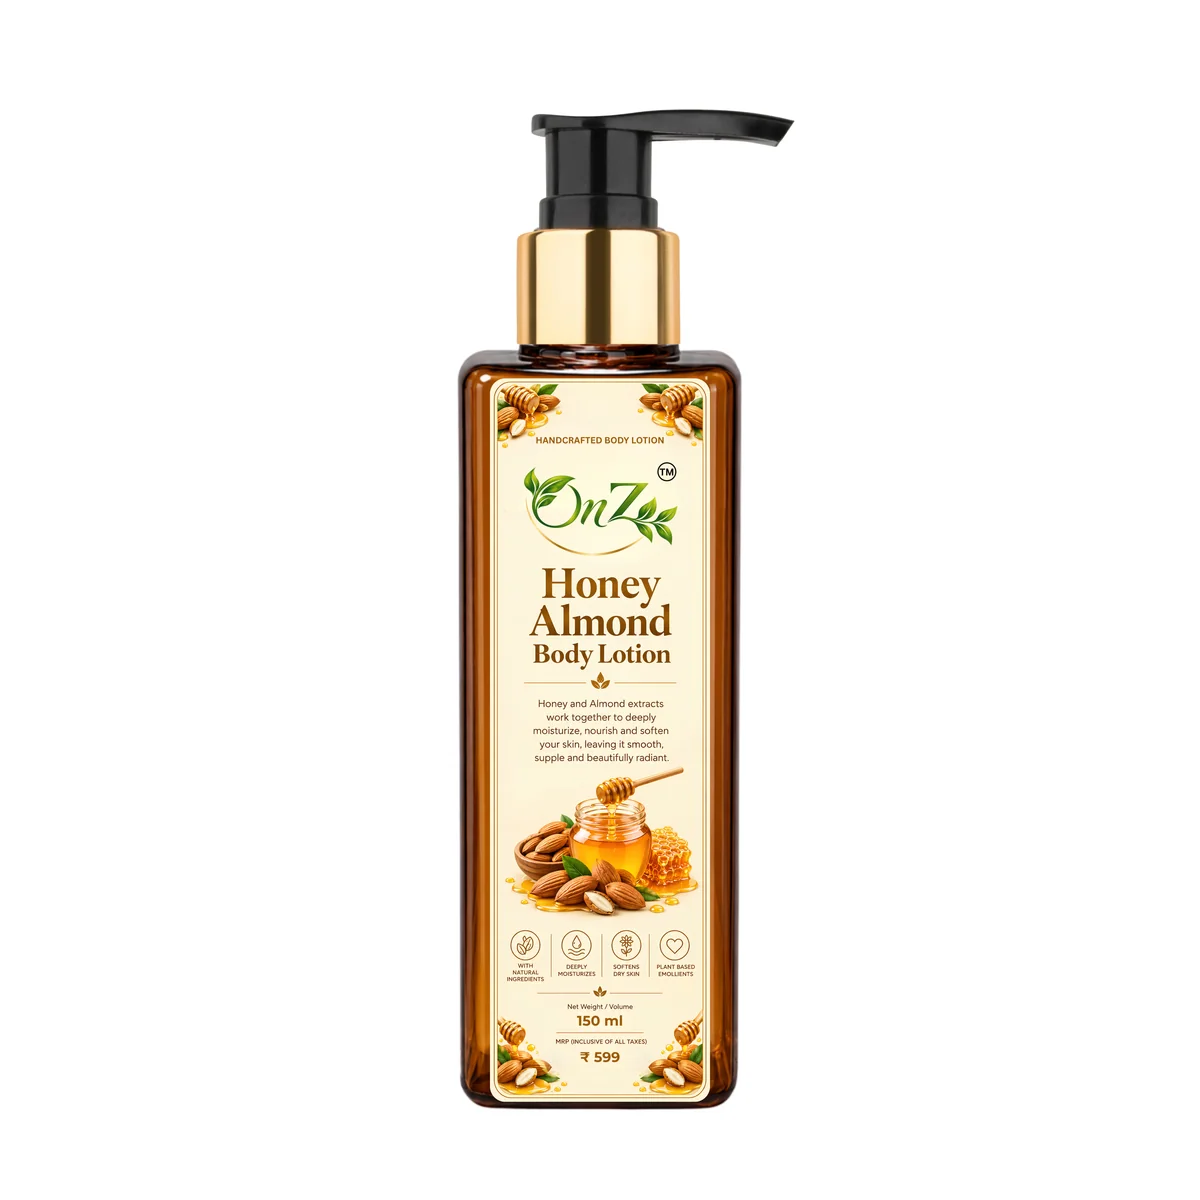 HANDCRAFTED BODY LOTION
OnZ
TM
Honey
Almond
Body Lotion
Honey and Almond extracts
work together to deeply
moisturize, nourish and soften
your skin, leaving it smooth,
supple and beautifully radiant.
WITH
NATURAL
INGREDIENTS
DEEPLY
MOISTURIZES
SOFTENS
DRY SKIN
PLANT BASED
EMOLLIENTS
Net Weight / Volume
150 ml
MRP (INCLUSIVE OF ALL TAXES)
₹ 599